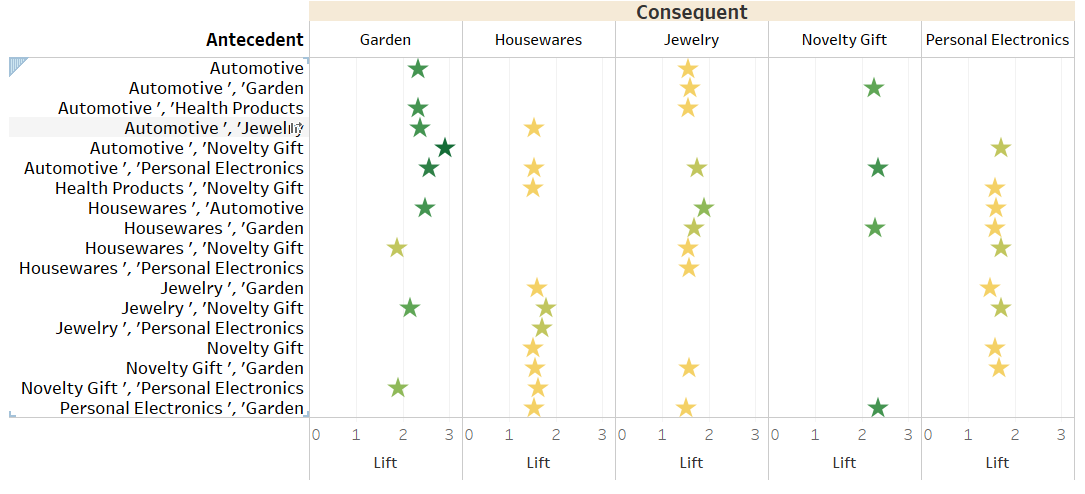 Consequent
Antecedent Garden Housewares Jewelry Novelty Gift Personal Electronics
Automotive
Automotive ’, ’Garden
Automotive ’, ’Health Products
Automotive ’, ’Jewelry
Automotive ’, ’Novelty Gift
Automotive ’, ’Personal Electronics
Health Products ’, ’Novelty Gift
Housewares ’, ’Automotive
Housewares ’, ’Garden
Housewares ’, ’Novelty Gift
Housewares ’, ’Personal Electronics
Jewelry ’, ’Garden
Jewelry ’, ’Novelty Gift
Jewelry ’, ’Personal Electronics
Novelty Gift
Novelty Gift ’, ’Garden
Novelty Gift ’, ’Personal Electronics
Personal Electronics ’, ’Garden
0 1 2 3 0 1 2 3 0 1 2 3 0 1 2 3 0 1 2 3
Lift Lift Lift Lift Lift